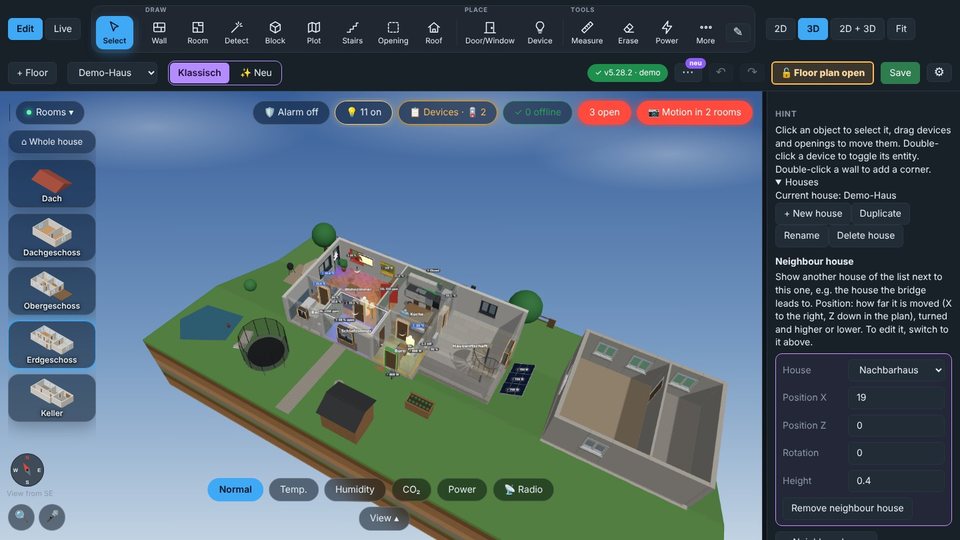 Edit
Live
DRAW
Select
Wall
Room
Detect
Block
Plot
Stairs
Opening
Roof
PLACE
Door/Window
Device
TOOLS
Measure
Erase
Power
More
2D
3D
2D + 3D
Fit
+ Floor
Demo-Haus
Klassisch
✨ Neu
✓ v5.28.2 · demo
neu
Floor plan open
Save
Rooms ▾
Alarm off
11 on
Devices · 2
✓ 0 offline
3 open
Motion in 2 rooms
⌂ Whole house
Dach
Dachgeschoss
Obergeschoss
Erdgeschoss
Keller
Küche
Büro
Hauswirtschaft
N
W
E
S
View from SE
Normal
Temp.
Humidity
CO₂
Power
Radio
View ▴
HINT
Click an object to select it, drag devices
and openings to move them. Double-
click a device to toggle its entity.
Double-click a wall to add a corner.
▼ Houses
Current house: Demo-Haus
+ New house
Duplicate
Rename
Delete house
Neighbour house
Show another house of the list next to
this one, e.g. the house the bridge
leads to. Position: how far it is moved (X
to the right, Z down in the plan), turned
and higher or lower. To edit it, switch to
it above.
House
Nachbarhaus
Position X
19
Position Z
0
Rotation
0
Height
0.4
Remove neighbour house